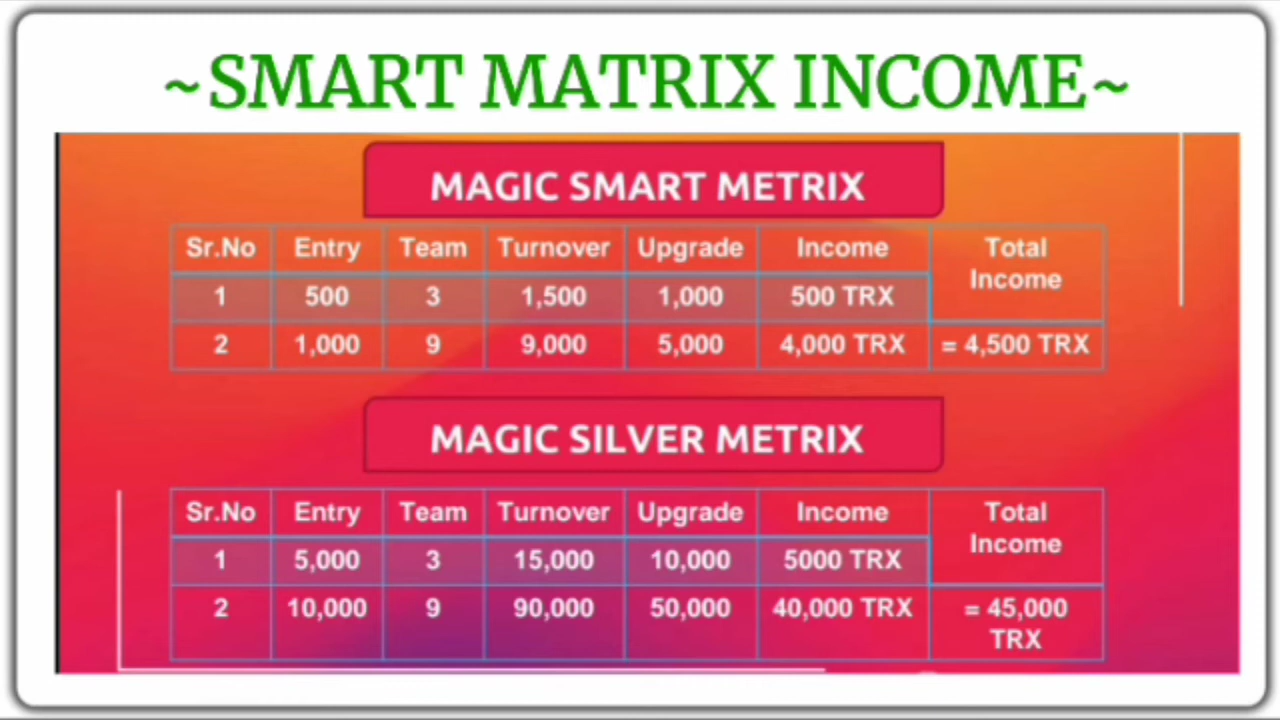 ~SMART MATRIX INCOME~
MAGIC SMART METRIX
Sr.No Entry Team Turnover Upgrade Income Total Income
1 500 3 1,500 1,000 500 TRX
2 1,000 9 9,000 5,000 4,000 TRX = 4,500 TRX
MAGIC SILVER METRIX
Sr.No Entry Team Turnover Upgrade Income Total Income
1 5,000 3 15,000 10,000 5000 TRX
2 10,000 9 90,000 50,000 40,000 TRX = 45,000 TRX